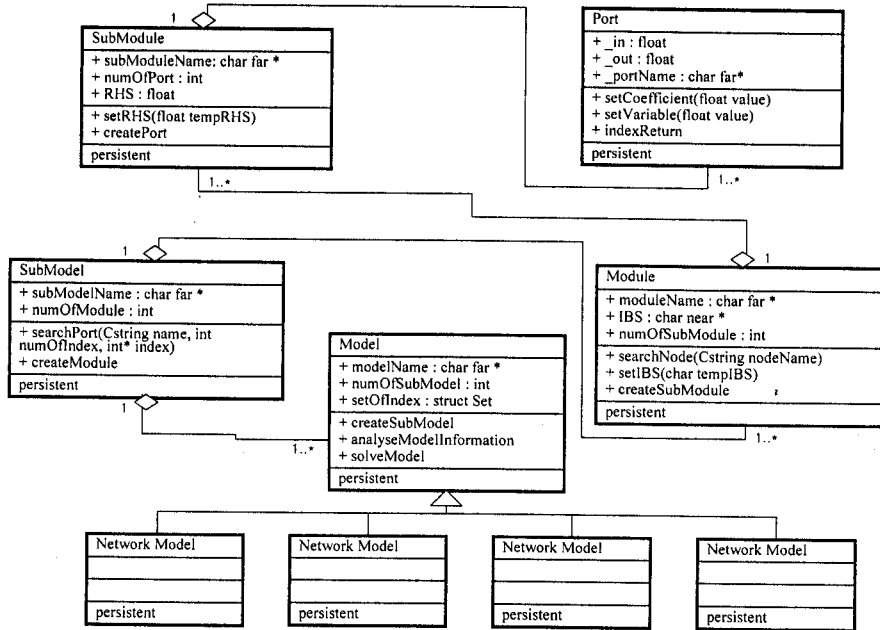 1
SubModule
+ subModuleName: char far *
+ numOfPort : int
+ RHS : float
+ setRHS(float tempRHS)
+ createPort
persistent
1..*
Port
+ _in : float
+ _out : float
+ _portName : char far*
+ setCoefficient(float value)
+ setVariable(float value)
+ indexReturn
persistent
1..*
1
SubModel
+ subModelName : char far *
+ numOfModule : int
+ searchPort(Cstring name, int
numOfIndex, int* index)
+ createModule
persistent
1
Model
+ modelName : char far *
+ numOfSubModel : int
+ setOfIndex : struct Set
+ createSubModel
+ analyseModelInformation
+ solveModel
persistent
1..*
1
Module
+ moduleName : char far *
+ IBS : char near *
+ numOfSubModule : int
+ searchNode(Cstring nodeName)
+ setIBS(char tempIBS)
+ createSubModule
persistent
1..*
Network Model
persistent
Network Model
persistent
Network Model
persistent
Network Model
persistent